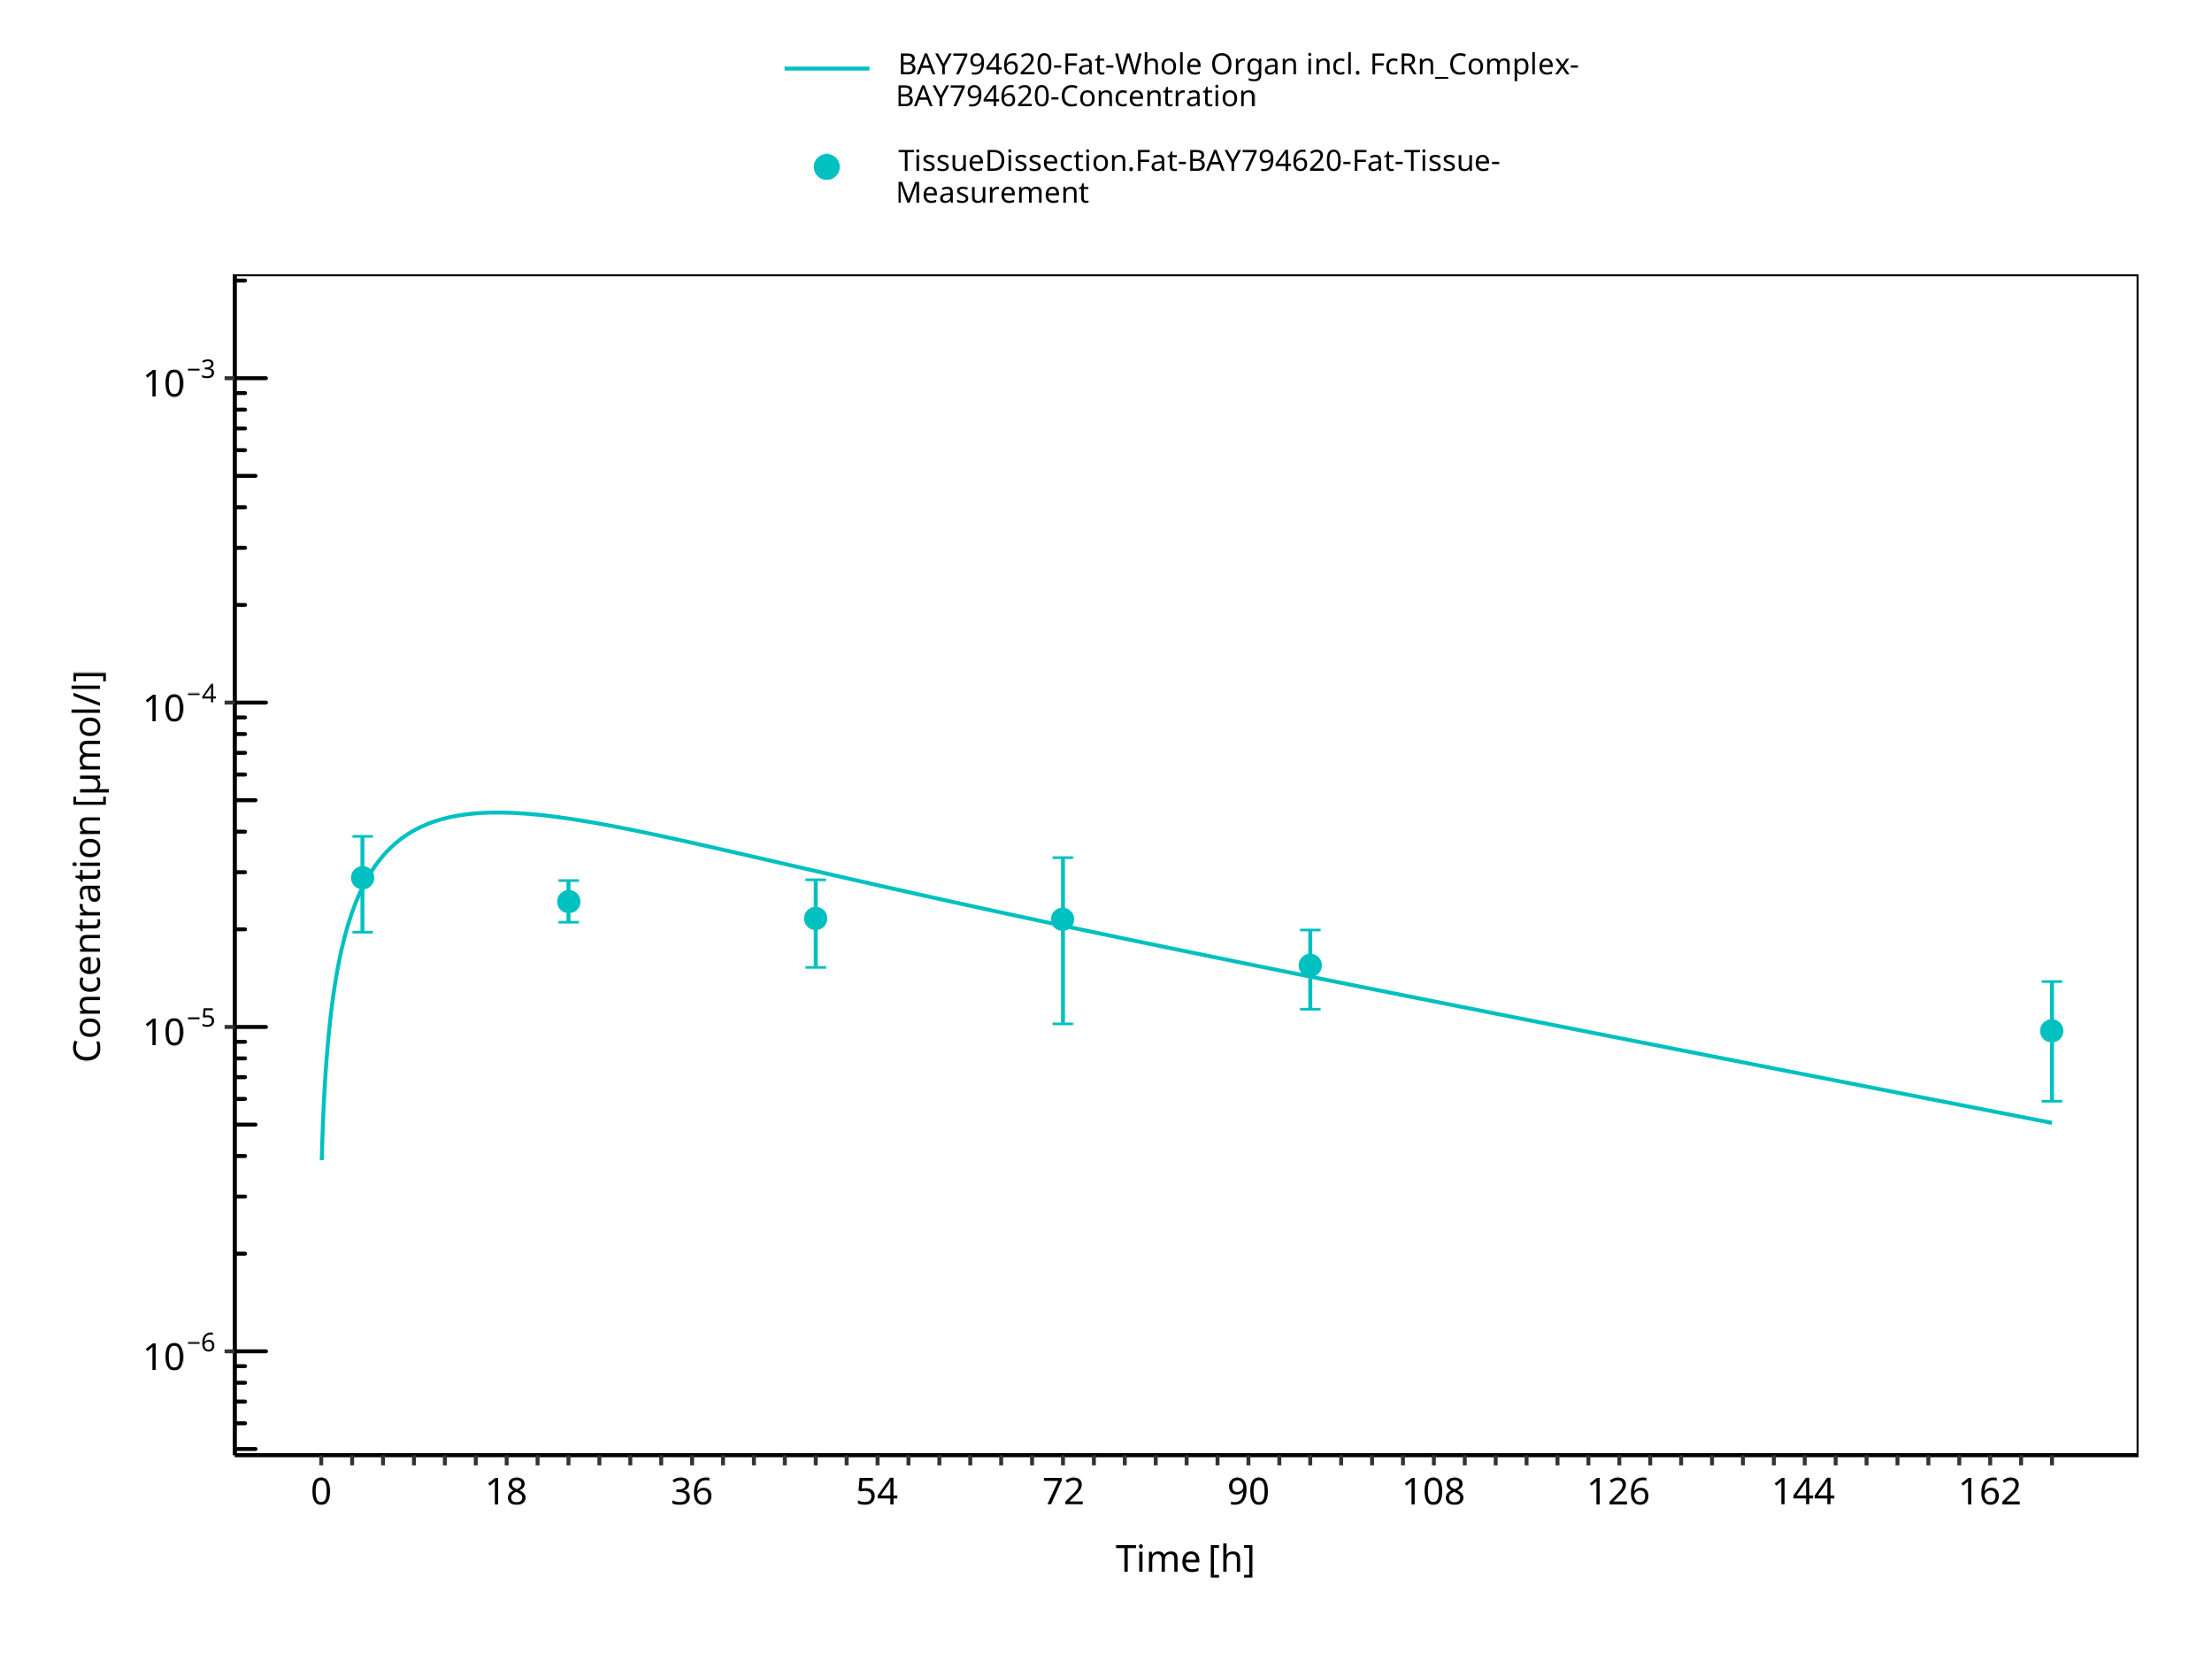 BAY794620-Fat-Whole Organ incl. FcRn_Complex-
BAY794620-Concentration
TissueDissection.Fat-BAY794620-Fat-Tissue-
Measurement
Concentration [µmol/l]
10⁻³
10⁻⁴
10⁻⁵
10⁻⁶
0 18 36 54 72 90 108 126 144 162
Time [h]